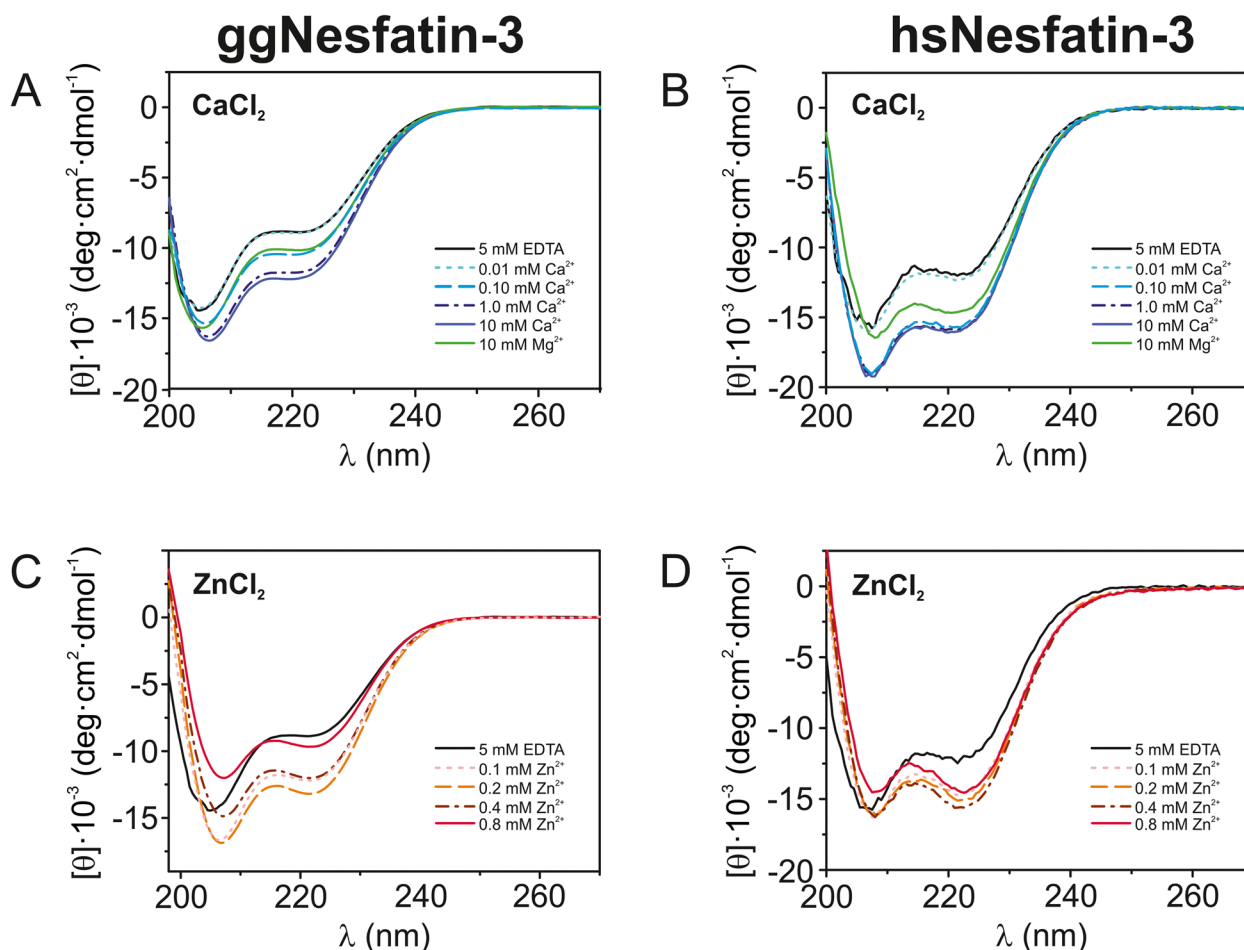 ggNesfatin-3
hsNesfatin-3
A
CaCl₂
[θ]·10⁻³ (deg·cm²·dmol⁻¹)
0
-5
-10
-15
-20
5 mM EDTA
0.01 mM Ca²⁺
0.10 mM Ca²⁺
1.0 mM Ca²⁺
10 mM Ca²⁺
10 mM Mg²⁺
200 220 240 260
λ (nm)
B
CaCl₂
[θ]·10⁻³ (deg·cm²·dmol⁻¹)
0
-5
-10
-15
-20
5 mM EDTA
0.01 mM Ca²⁺
0.10 mM Ca²⁺
1.0 mM Ca²⁺
10 mM Ca²⁺
10 mM Mg²⁺
200 220 240 260
λ (nm)
C
ZnCl₂
[θ]·10⁻³ (deg·cm²·dmol⁻¹)
0
-5
-10
-15
5 mM EDTA
0.1 mM Zn²⁺
0.2 mM Zn²⁺
0.4 mM Zn²⁺
0.8 mM Zn²⁺
200 220 240 260
λ (nm)
D
ZnCl₂
[θ]·10⁻³ (deg·cm²·dmol⁻¹)
0
-5
-10
-15
-20
5 mM EDTA
0.1 mM Zn²⁺
0.2 mM Zn²⁺
0.4 mM Zn²⁺
0.8 mM Zn²⁺
200 220 240 260
λ (nm)